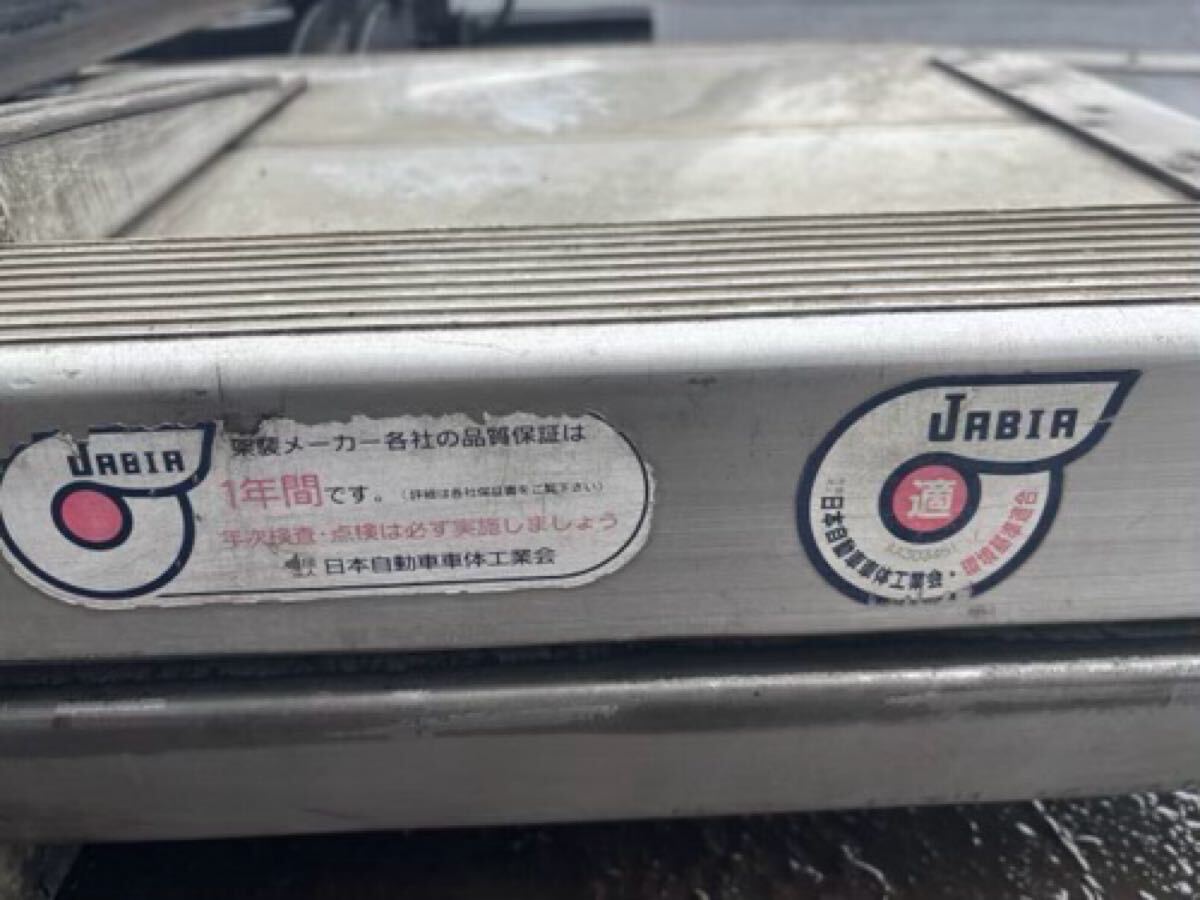 JABIA
架装メーカー各社の品質保証は
1年間です。(詳細は各社保証書をご覧下さい)
年次検査・点検は必ず実施しましょう
日本自動車車体工業会
JABIA
適
日本自動車車体工業会・